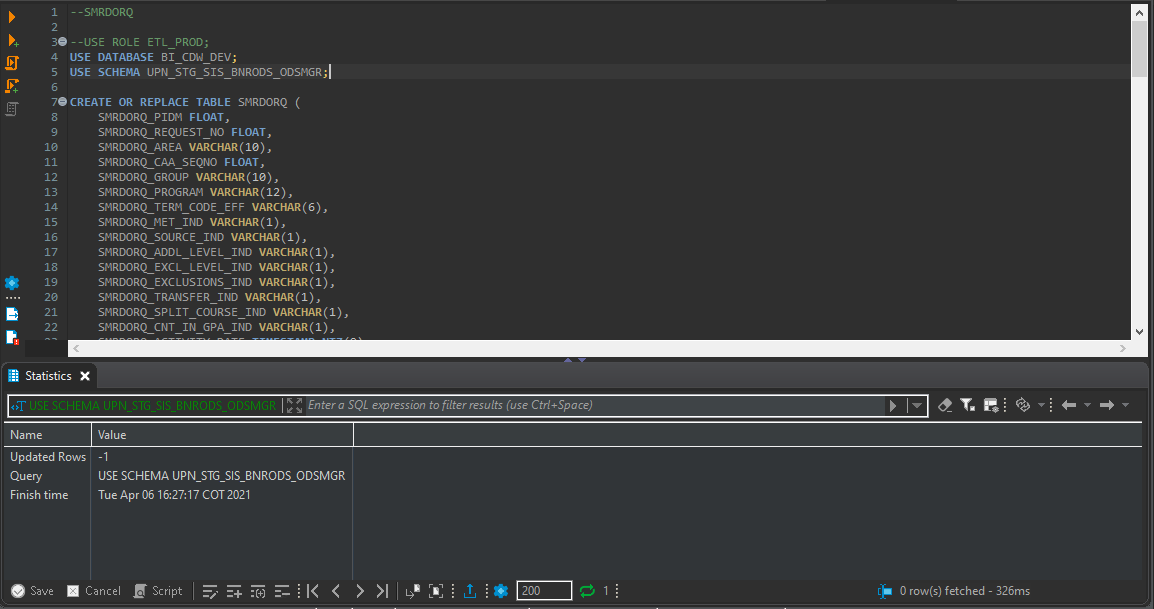 1 --SMRDORQ
2
3 --USE ROLE ETL_PROD;
4 USE DATABASE BI_CDW_DEV;
5 USE SCHEMA UPN_STG_SIS_BNRODS_ODSMGR;
6
7 CREATE OR REPLACE TABLE SMRDORQ (
8 SMRDORQ_PIDM FLOAT,
9 SMRDORQ_REQUEST_NO FLOAT,
10 SMRDORQ_AREA VARCHAR(10),
11 SMRDORQ_CAA_SEQNO FLOAT,
12 SMRDORQ_GROUP VARCHAR(10),
13 SMRDORQ_PROGRAM VARCHAR(12),
14 SMRDORQ_TERM_CODE_EFF VARCHAR(6),
15 SMRDORQ_MET_IND VARCHAR(1),
16 SMRDORQ_SOURCE_IND VARCHAR(1),
17 SMRDORQ_ADDL_LEVEL_IND VARCHAR(1),
18 SMRDORQ_EXCL_LEVEL_IND VARCHAR(1),
19 SMRDORQ_EXCLUSIONS_IND VARCHAR(1),
20 SMRDORQ_TRANSFER_IND VARCHAR(1),
21 SMRDORQ_SPLIT_COURSE_IND VARCHAR(1),
22 SMRDORQ_CNT_IN_GPA_IND VARCHAR(1),
Statistics
USE SCHEMA UPN_STG_SIS_BNRODS_ODSMGR Enter a SQL expression to filter results (use Ctrl+Space)
Name Value
Updated Rows -1
Query USE SCHEMA UPN_STG_SIS_BNRODS_ODSMGR
Finish time Tue Apr 06 16:27:17 COT 2021
Save Cancel Script 200 1 0 row(s) fetched - 326ms